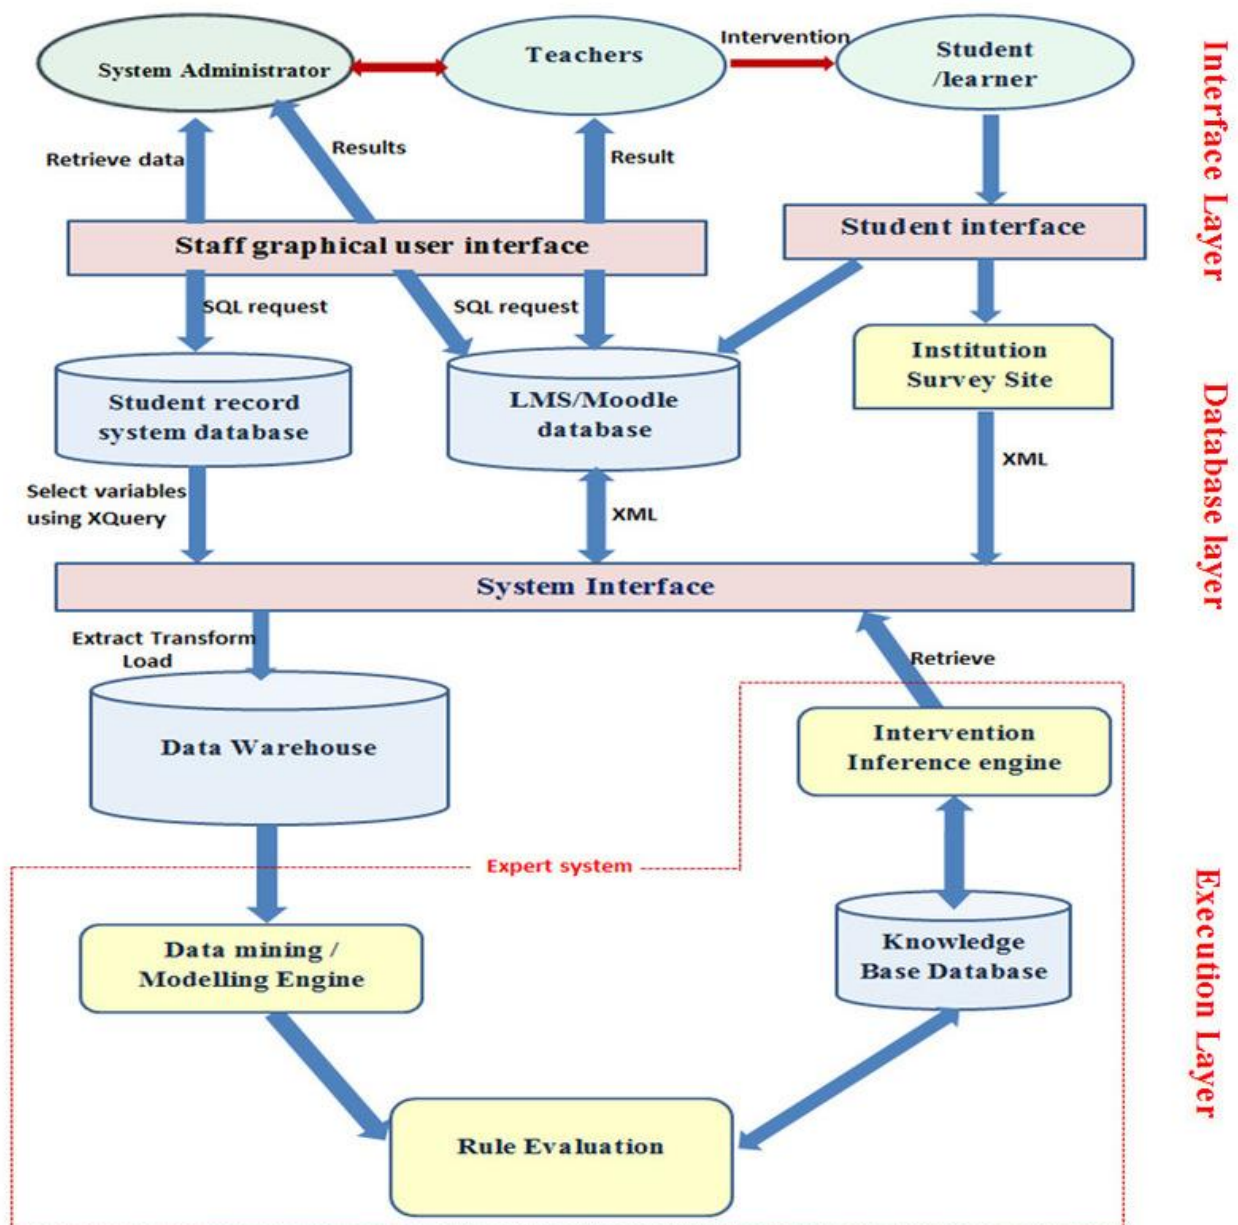 System Administrator
Teachers
Intervention
Student
/learner
Retrieve data
Results
Result
Staff graphical user interface
Student interface
SQL request
SQL request
Institution
Survey Site
Student record
system database
LMS/Moodle
database
Select variables
using XQuery
XML
XML
System Interface
Extract Transform
Load
Retrieve
Data Warehouse
Intervention
Inference engine
Expert system
Data mining /
Modelling Engine
Knowledge
Base Database
Rule Evaluation
Interface Layer
Database layer
Execution Layer